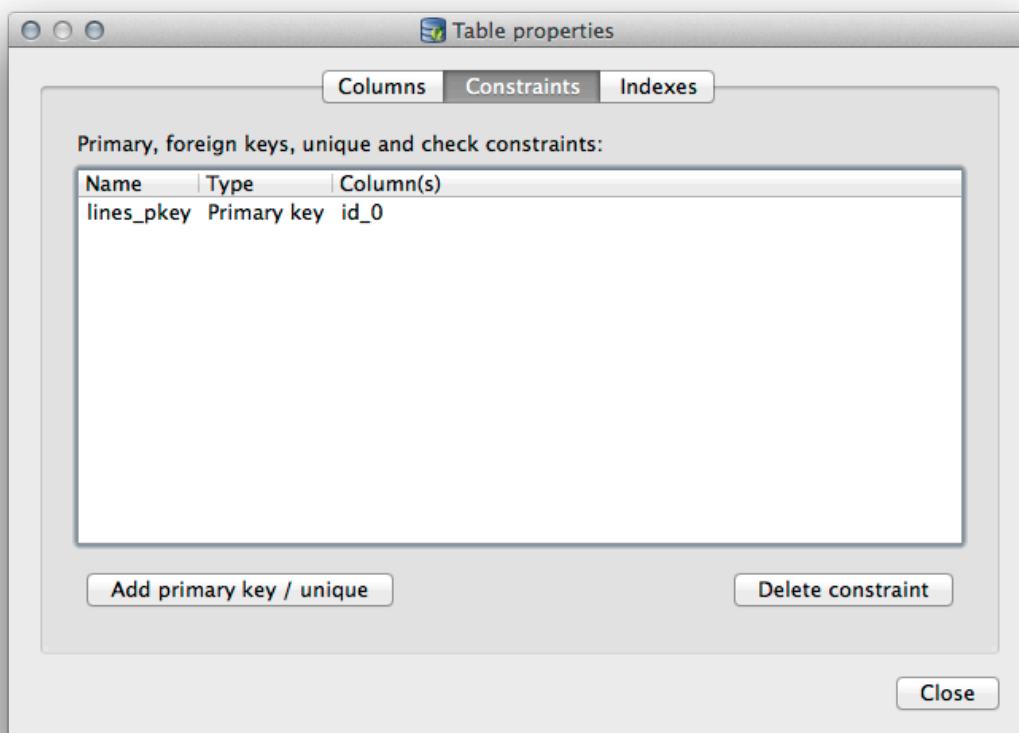 Table properties
Columns Constraints Indexes
Primary, foreign keys, unique and check constraints:
Name Type Column(s)
lines_pkey Primary key id_0
Add primary key / unique Delete constraint
Close